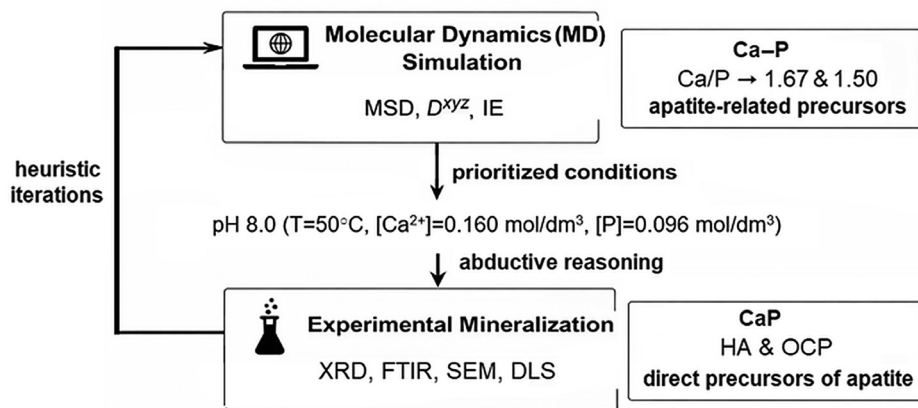 Molecular Dynamics (MD)
Simulation
MSD, Dxyz, IE
Ca–P
Ca/P → 1.67 & 1.50
apatite-related precursors
heuristic
iterations
prioritized conditions
pH 8.0 (T=50°C, [Ca²⁺]=0.160 mol/dm³, [P]=0.096 mol/dm³)
abductive reasoning
Experimental Mineralization
XRD, FTIR, SEM, DLS
CaP
HA & OCP
direct precursors of apatite